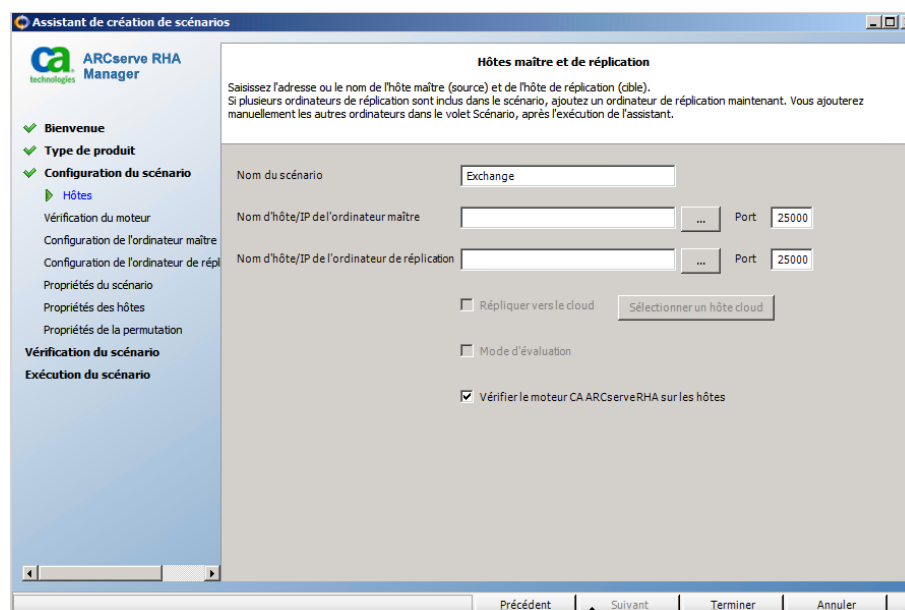 Assistant de création de scénarios
ca
technologies
ARCserve RHA
Manager
Bienvenue
Type de produit
Configuration du scénario
Hôtes
Vérification du moteur
Configuration de l'ordinateur maître
Configuration de l'ordinateur de répl
Propriétés du scénario
Propriétés des hôtes
Propriétés de la permutation
Vérification du scénario
Exécution du scénario
Hôtes maître et de réplication
Saisissez l'adresse ou le nom de l'hôte maître (source) et de l'hôte de réplication (cible).
Si plusieurs ordinateurs de réplication sont inclus dans le scénario, ajoutez un ordinateur de réplication maintenant. Vous ajouterez
manuellement les autres ordinateurs dans le volet Scénario, après l'exécution de l'assistant.
Nom du scénario Exchange
Nom d'hôte/IP de l'ordinateur maître ... Port 25000
Nom d'hôte/IP de l'ordinateur de réplication ... Port 25000
Répliquer vers le cloud Sélectionner un hôte cloud
Mode d'évaluation
Vérifier le moteur CA ARCserve RHA sur les hôtes
Précédent Suivant Terminer Annuler